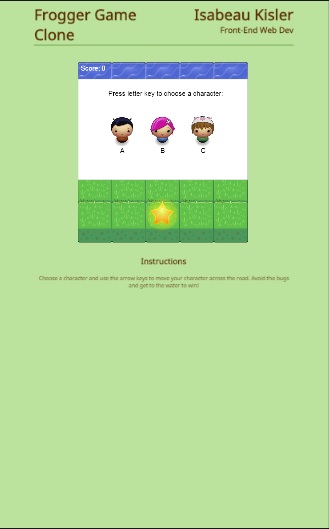 Frogger Game
Clone
Isabeau Kisler
Front-End Web Dev
Score: 0
Press letter key to choose a character:
A B C
Instructions
Choose a character and use the arrow keys to make your character across the road. Avoid the bugs
and get to the water to win!